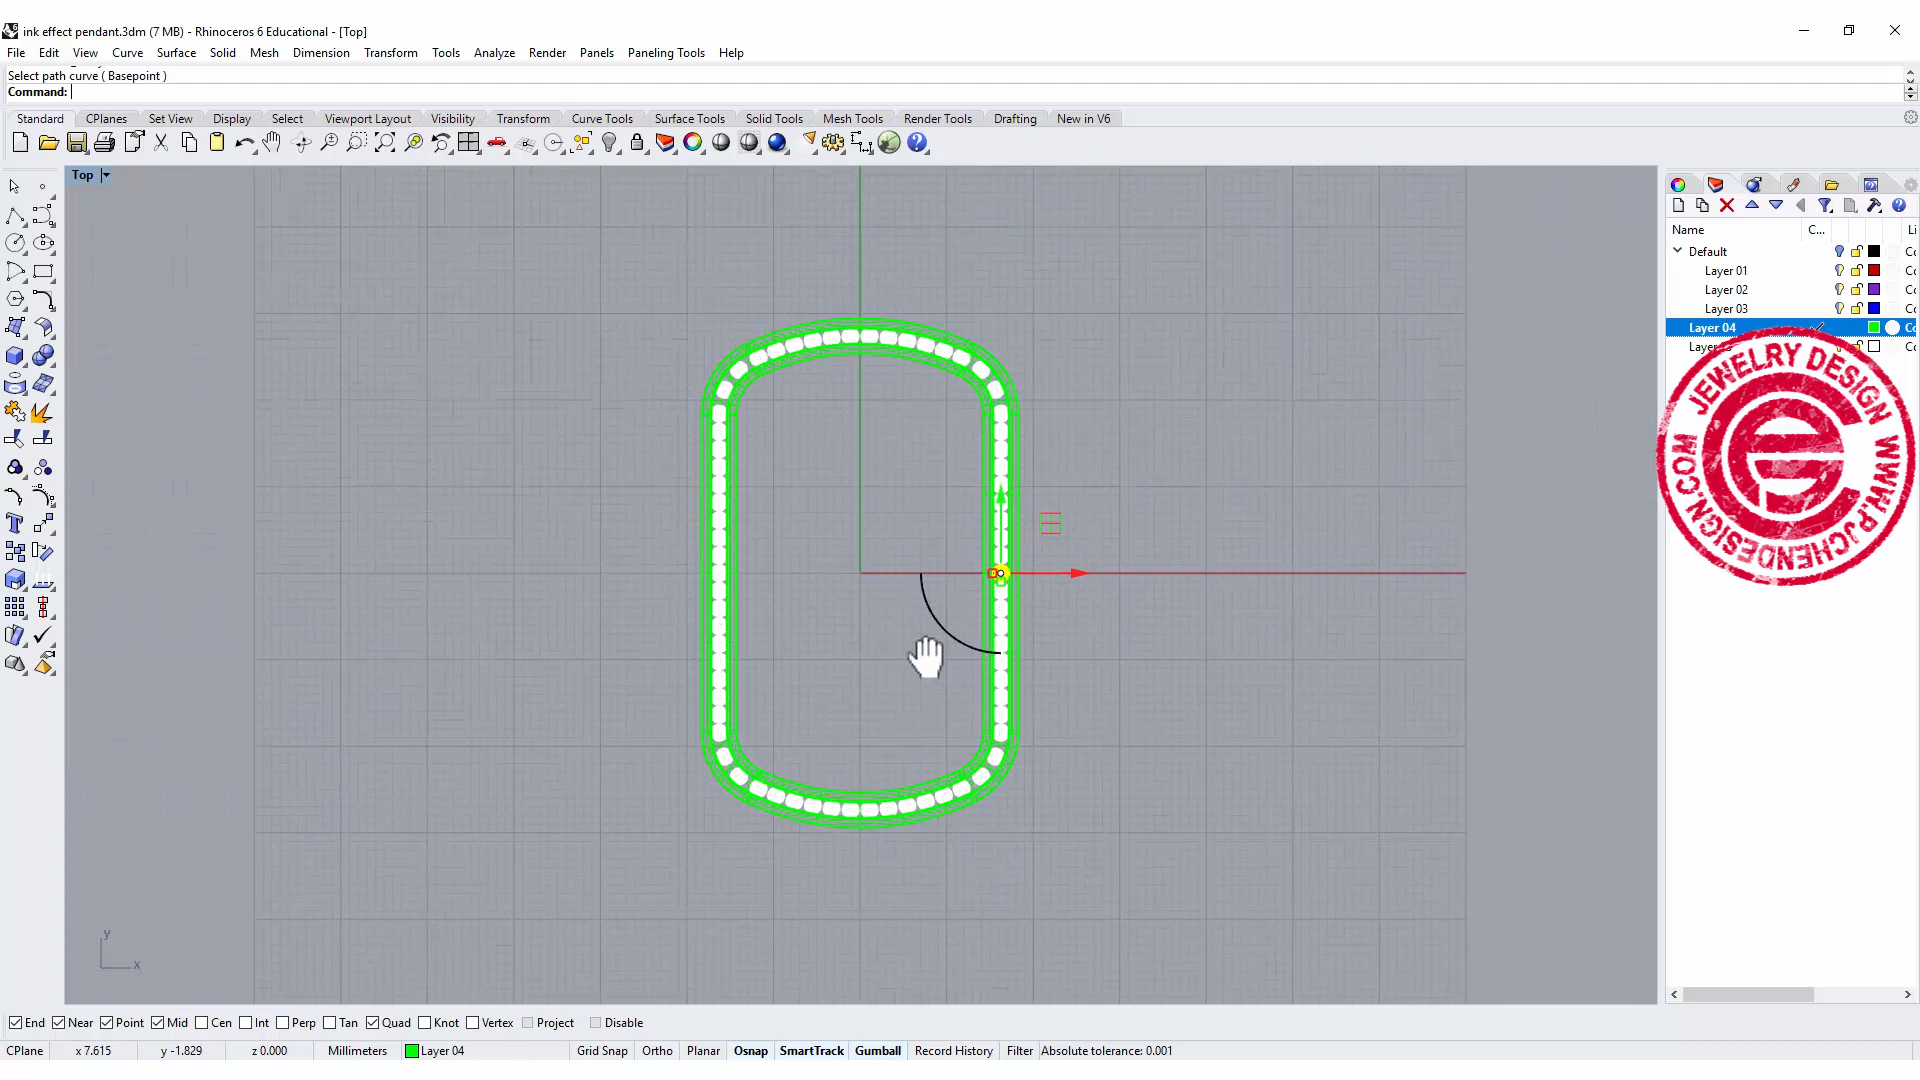 ink effect pendant.3dm (7 MB) - Rhinoceros 6 Educational - [Top]
File Edit View Curve Surface Solid Mesh Dimension Transform Tools Analyze Render Panels Paneling Tools Help
Select path curve ( Basepoint )
Command:
Standard CPlanes Set View Display Select Viewport Layout Visibility Transform Curve Tools Surface Tools Solid Tools Mesh Tools Render Tools Drafting New in V6
Top
Name C... Li
Default
Layer 01
Layer 02
Layer 03
Layer 04
JEWELRY DESIGN WWW.PJCHENDESIGN.COM
y
x
End Near Point Mid Cen Int Perp Tan Quad Knot Vertex Project Disable
CPlane x 7.615 y -1.829 z 0.000 Millimeters Layer 04 Grid Snap Ortho Planar Osnap SmartTrack Gumball Record History Filter Absolute tolerance: 0.001